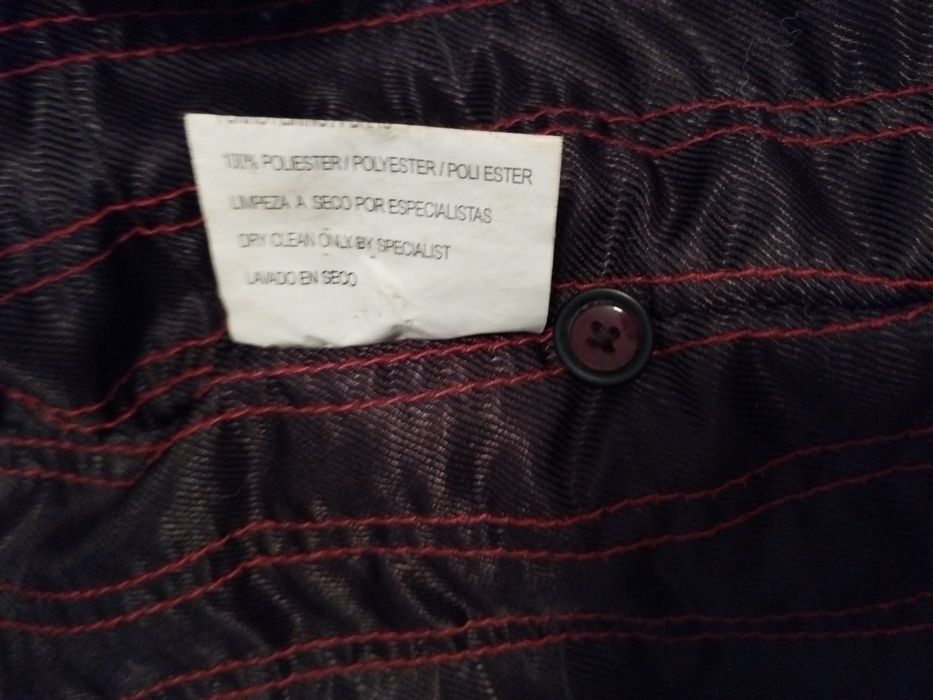 100% POLIESTER / POLYESTER / POLI ESTER
LIMPEZA A SECO POR ESPECIALISTAS
DRY CLEAN ONLY BY SPECIALIST
LAVADO EN SECO